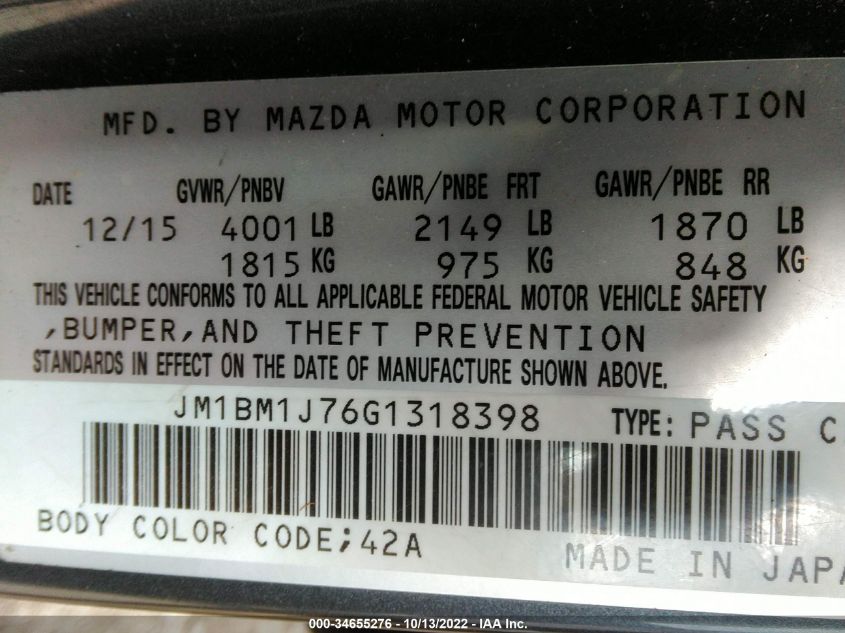 MFD. BY MAZDA MOTOR CORPORATION
DATE GVWR/PNBV GAWR/PNBE FRT GAWR/PNBE RR
12/15 4001 LB 2149 LB 1870 LB
1815 KG 975 KG 848 KG
THIS VEHICLE CONFORMS TO ALL APPLICABLE FEDERAL MOTOR VEHICLE SAFETY
,BUMPER,AND THEFT PREVENTION
STANDARDS IN EFFECT ON THE DATE OF MANUFACTURE SHOWN ABOVE.
JM1BM1J76G1318398 TYPE: PASS C
BODY COLOR CODE;42A
MADE IN JAPA
000-34655276 - 10/13/2022 - IAA Inc.